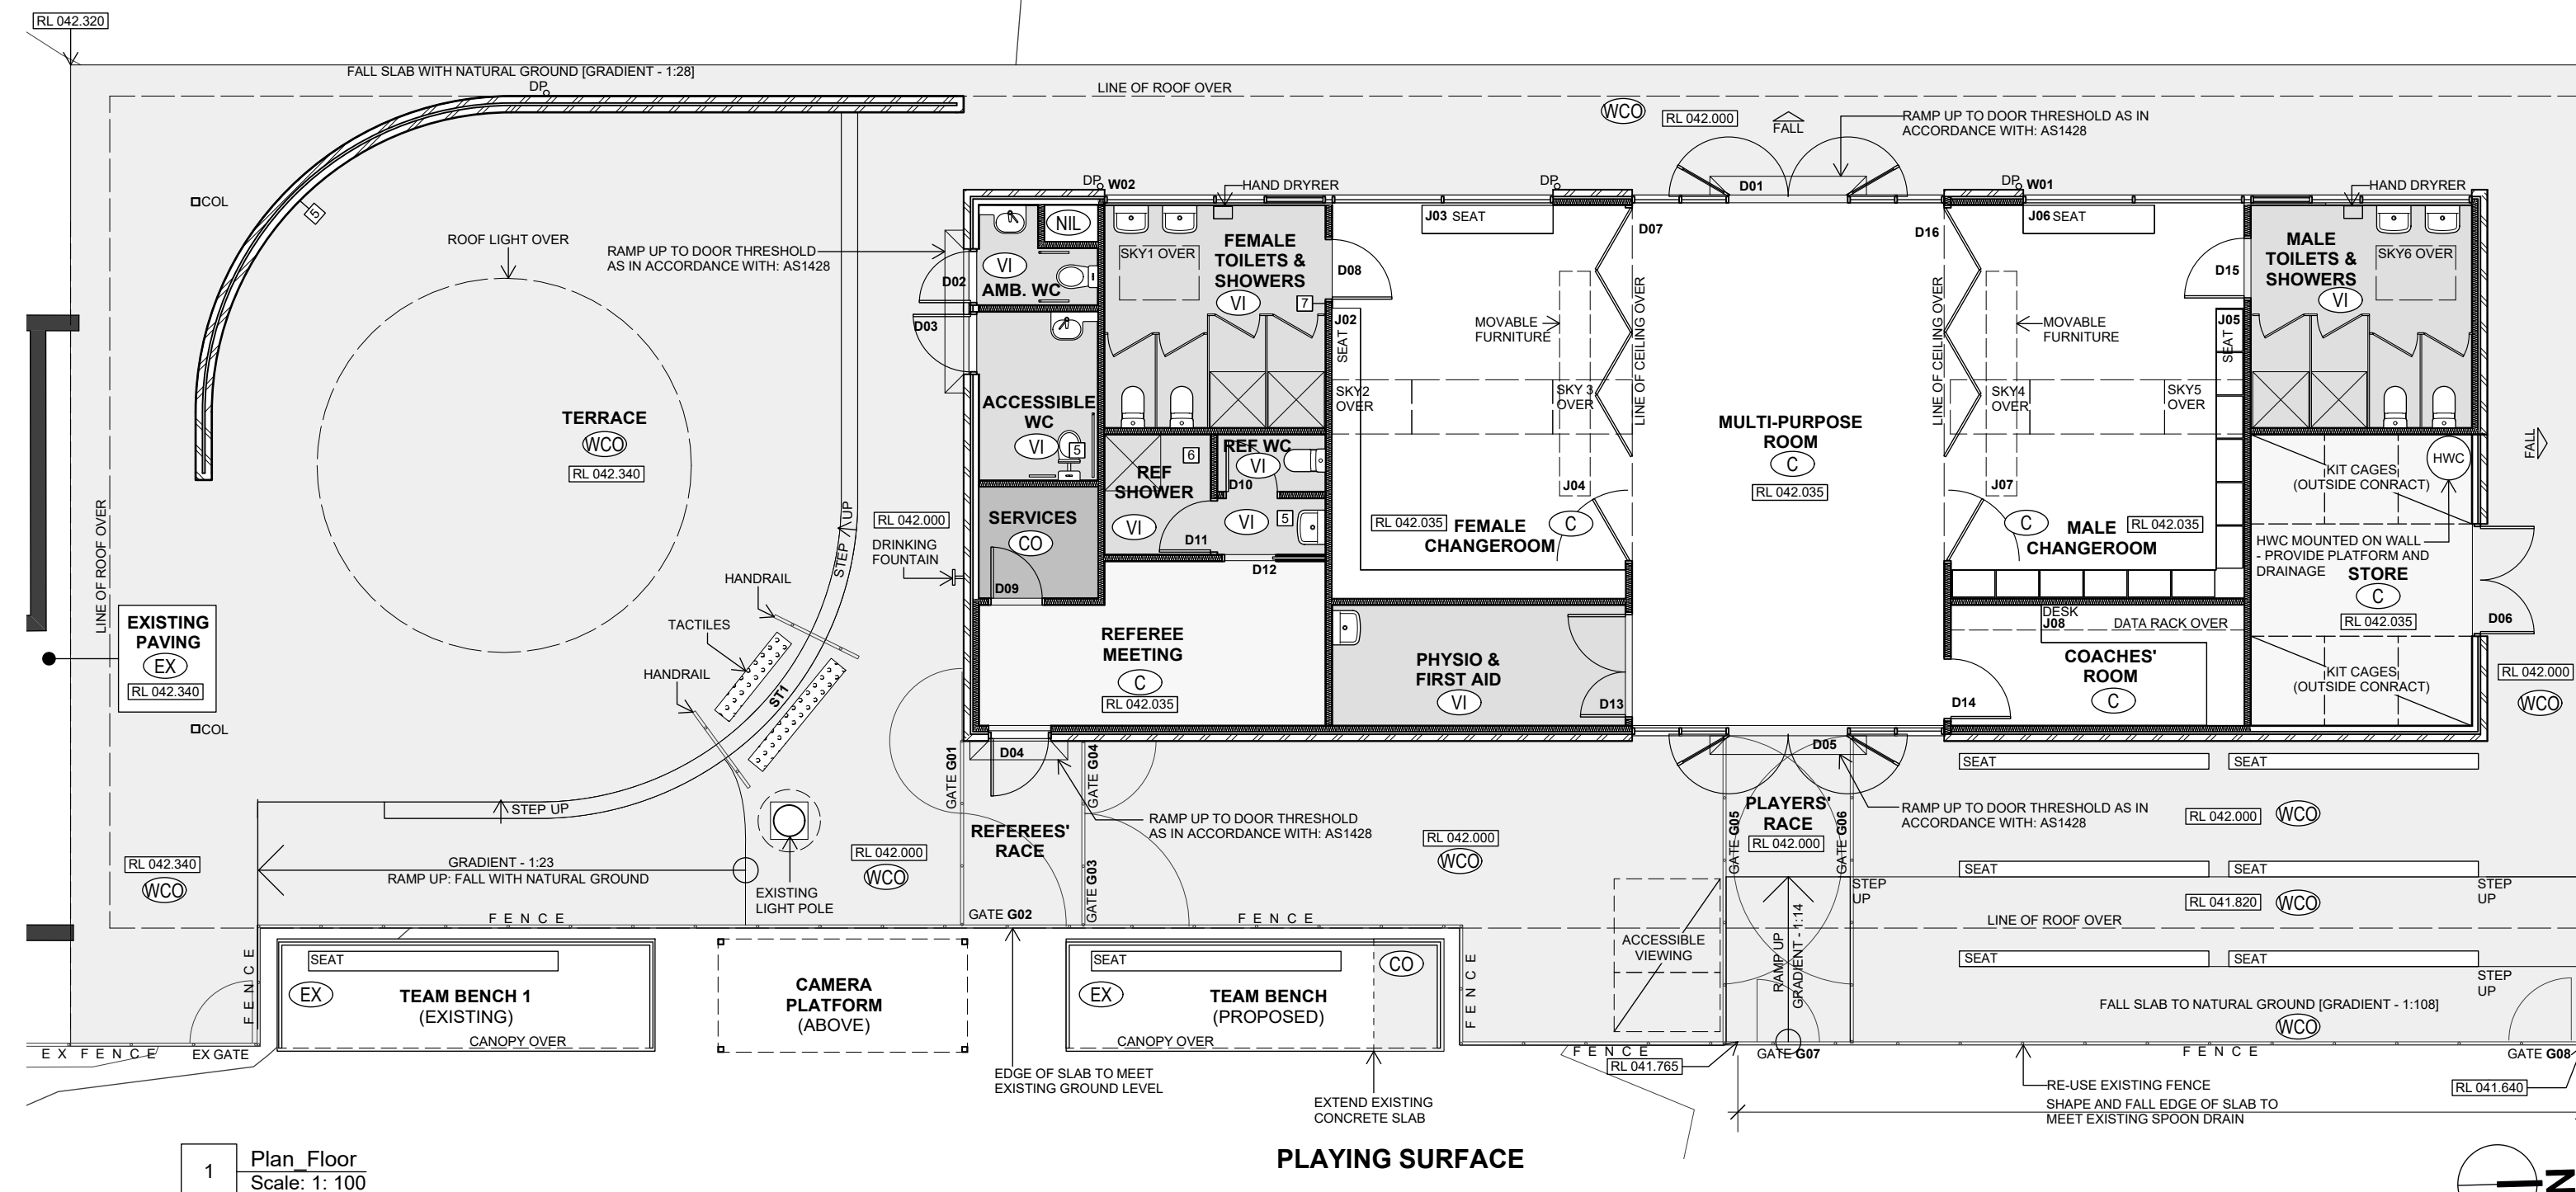 RL 042.320
FALL SLAB WITH NATURAL GROUND [GRADIENT - 1:28]
DP
LINE OF ROOF OVER
WCO
RL 042.000
FALL
RAMP UP TO DOOR THRESHOLD AS IN
ACCORDANCE WITH: AS1428
COL
5
ROOF LIGHT OVER
RAMP UP TO DOOR THRESHOLD
AS IN ACCORDANCE WITH: AS1428
TERRACE
WCO
RL 042.340
LINE OF ROOF OVER
EXISTING
PAVING
EX
RL 042.340
COL
HANDRAIL
TACTILES
HANDRAIL
ST1
STEP UP
STEP UP
RL 042.000
DRINKING
FOUNTAIN
RL 042.340
WCO
GRADIENT - 1:23
RAMP UP: FALL WITH NATURAL GROUND
EXISTING
LIGHT POLE
RL 042.000
WCO
DP
W02
HAND DRYRER
DP
D01
DP
W01
HAND DRYRER
NIL
VI
AMB. WC
D02
D03
SKY1 OVER
FEMALE
TOILETS &
SHOWERS
VI
7
D08
J03 SEAT
J02
SEAT
MOVABLE
FURNITURE
D07
SKY2
OVER
SKY 3
OVER
LINE OF CEILING OVER
J04
RL 042.035
FEMALE
CHANGEROOM
C
ACCESSIBLE
WC
VI
5
REF
SHOWER
VI
6
REF WC
VI
D10
VI
5
D11
D12
SERVICES
CO
D09
REFEREE
MEETING
C
RL 042.035
PHYSIO &
FIRST AID
VI
D13
MULTI-PURPOSE
ROOM
C
RL 042.035
D16
LINE OF CEILING OVER
J06 SEAT
D15
J05
SEAT
MOVABLE
FURNITURE
SKY4
OVER
SKY5
OVER
J07
C
MALE
CHANGEROOM
RL 042.035
MALE
TOILETS &
SHOWERS
VI
SKY6 OVER
KIT CAGES
(OUTSIDE CONRACT)
HWC
HWC MOUNTED ON WALL
- PROVIDE PLATFORM AND
DRAINAGE
STORE
C
RL 042.035
KIT CAGES
(OUTSIDE CONRACT)
FALL
D06
RL 042.000
WCO
DESK
J08
DATA RACK OVER
COACHES'
ROOM
C
D14
D04
GATE G01
GATE G04
REFEREES'
RACE
GATE G03
GATE G02
RAMP UP TO DOOR THRESHOLD
AS IN ACCORDANCE WITH: AS1428
RL 042.000
WCO
D05
PLAYERS'
RACE
RL 042.000
GATE G05
GATE G06
RAMP UP TO DOOR THRESHOLD AS IN
ACCORDANCE WITH: AS1428
SEAT
SEAT
RL 042.000
WCO
SEAT
SEAT
STEP
UP
STEP
UP
RL 041.820
WCO
LINE OF ROOF OVER
SEAT
SEAT
STEP
UP
ACCESSIBLE
VIEWING
RAMP UP
GRADIENT - 1:14
FALL SLAB TO NATURAL GROUND [GRADIENT - 1:108]
WCO
FENCE
FENCE
FENCE
FENCE
SEAT
EX
TEAM BENCH 1
(EXISTING)
CANOPY OVER
CAMERA
PLATFORM
(ABOVE)
SEAT
EX
TEAM BENCH
(PROPOSED)
CO
CANOPY OVER
EX FENCE
EX GATE
FENCE
RL 041.765
GATE G07
FENCE
GATE G08
EDGE OF SLAB TO MEET
EXISTING GROUND LEVEL
EXTEND EXISTING
CONCRETE SLAB
RE-USE EXISTING FENCE
SHAPE AND FALL EDGE OF SLAB TO
MEET EXISTING SPOON DRAIN
RL 041.640
PLAYING SURFACE
1
Plan_Floor
Scale: 1: 100
N